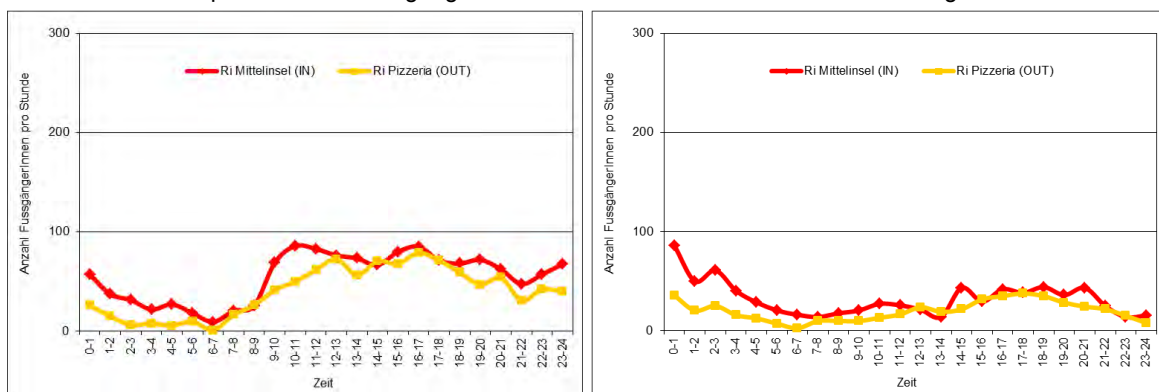 300
200
100
0
Anzahl FussgängerInnen pro Stunde
Ri Mittelinsel (IN) Ri Pizzeria (OUT)
0-1 1-2 2-3 3-4 4-5 5-6 6-7 7-8 8-9 9-10 10-11 11-12 12-13 13-14 14-15 15-16 16-17 17-18 18-19 19-20 20-21 21-22 22-23 23-24
Zeit
300
200
100
0
Anzahl FussgängerInnen pro Stunde
Ri Mittelinsel (IN) Ri Pizzeria (OUT)
0-1 1-2 2-3 3-4 4-5 5-6 6-7 7-8 8-9 9-10 10-11 11-12 12-13 13-14 14-15 15-16 16-17 17-18 18-19 19-20 20-21 21-22 22-23 23-24
Zeit